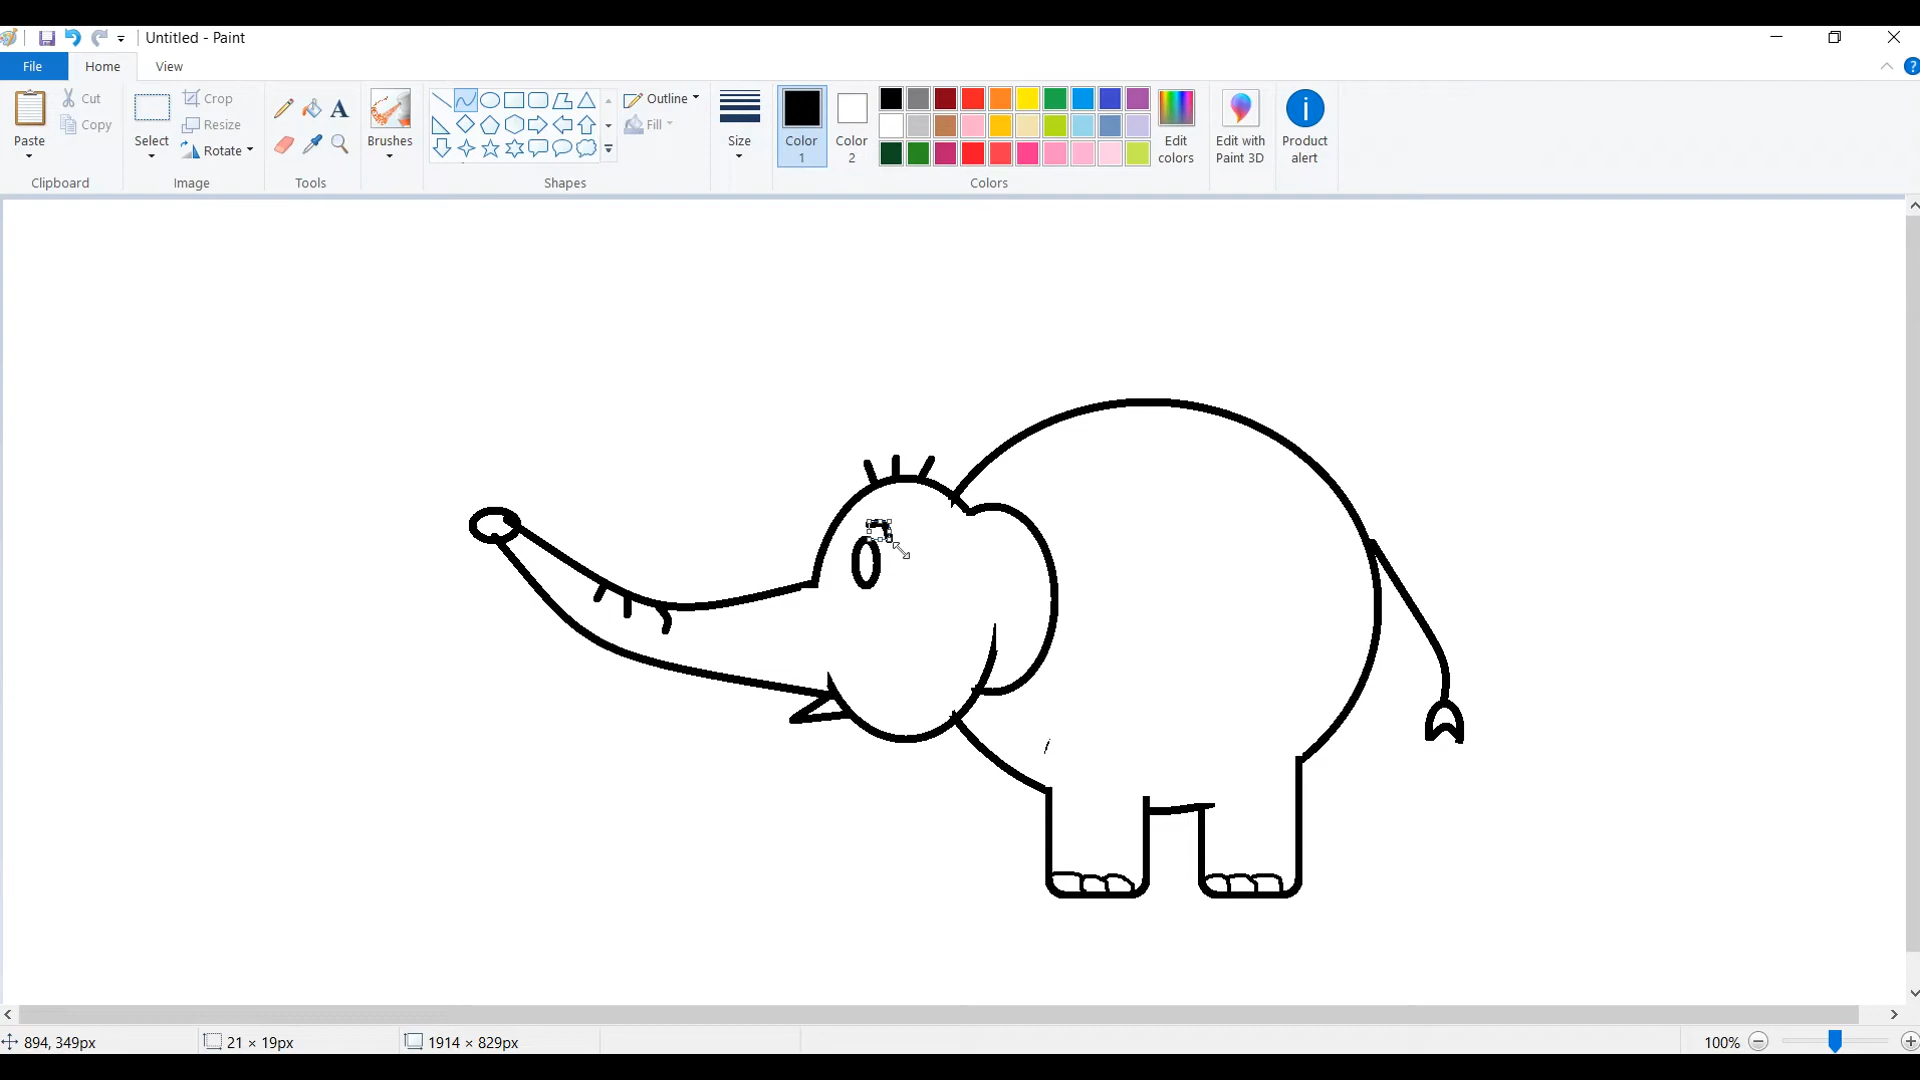 Untitled - Paint
File Home View ?
Cut Crop Outline
Copy Resize Fill
Rotate
Paste Select Brushes Size Color 1 Color 2 Edit colors Edit with Paint 3D Product alert
Clipboard Image Tools Shapes Colors
894, 349px 21 × 19px 1914 × 829px 100%